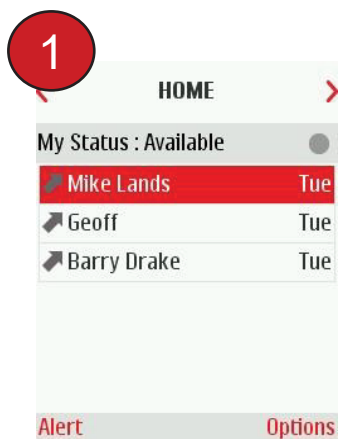 1
HOME
My Status : Available
Mike Lands Tue
Geoff Tue
Barry Drake Tue
Alert Options